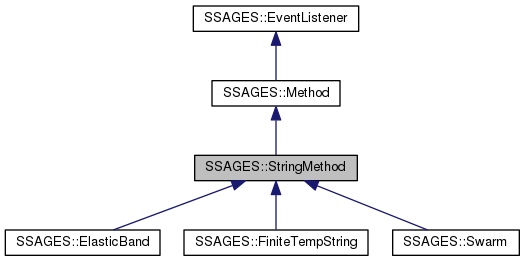 SSAGES::EventListener
SSAGES::Method
SSAGES::StringMethod
SSAGES::ElasticBand
SSAGES::FiniteTempString
SSAGES::Swarm